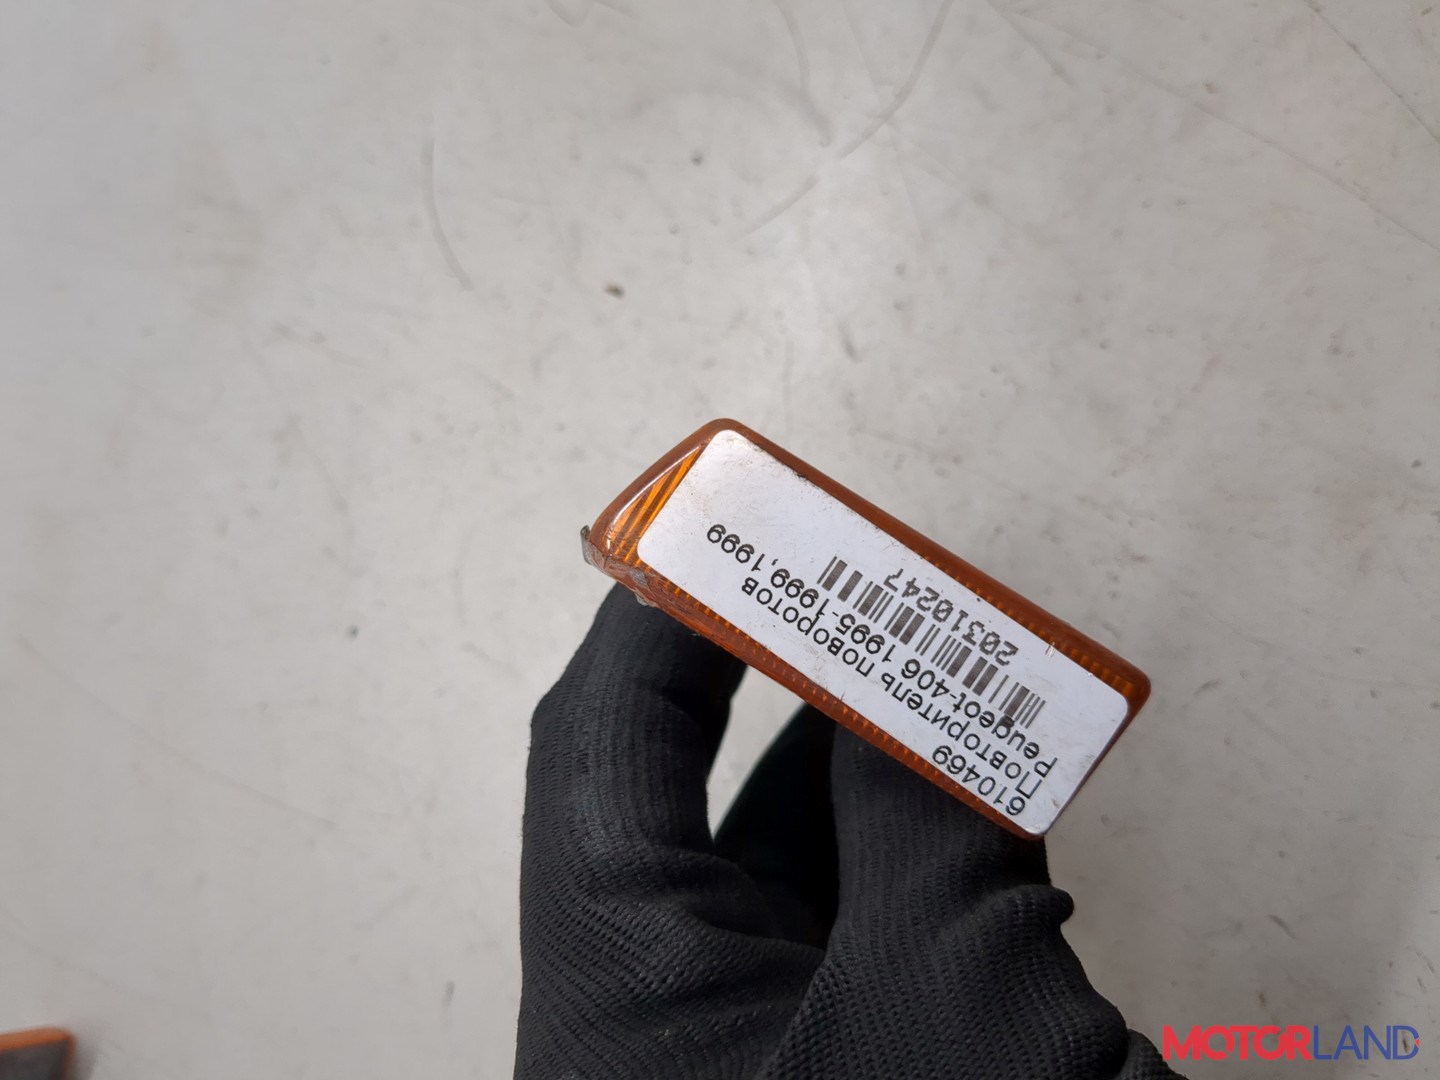 610469
Повторитель поворотов
Peugeot-406 1995-1999,1999
20310247
MOTORLAND